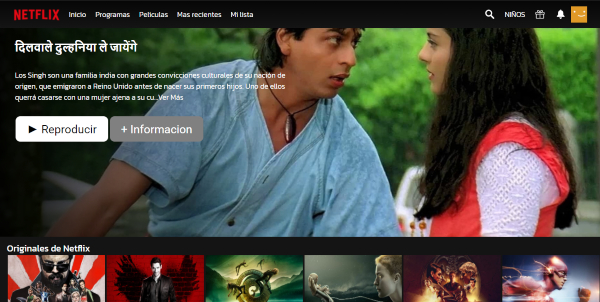 NETFLIX Inicio Programas Peliculas Mas recientes Mi lista NIÑOS
दिलवाले दुल्हनिया ले जायेंगे
Los Singh son una familia india con grandes convicciones culturales de su nación de
origen, que emigraron a Reino Unido antes de nacer sus primeros hijos. Uno de ellos
querrá casarse con una mujer ajena a su cu...Ver Más
Reproducir + Informacion
Originales de Netflix